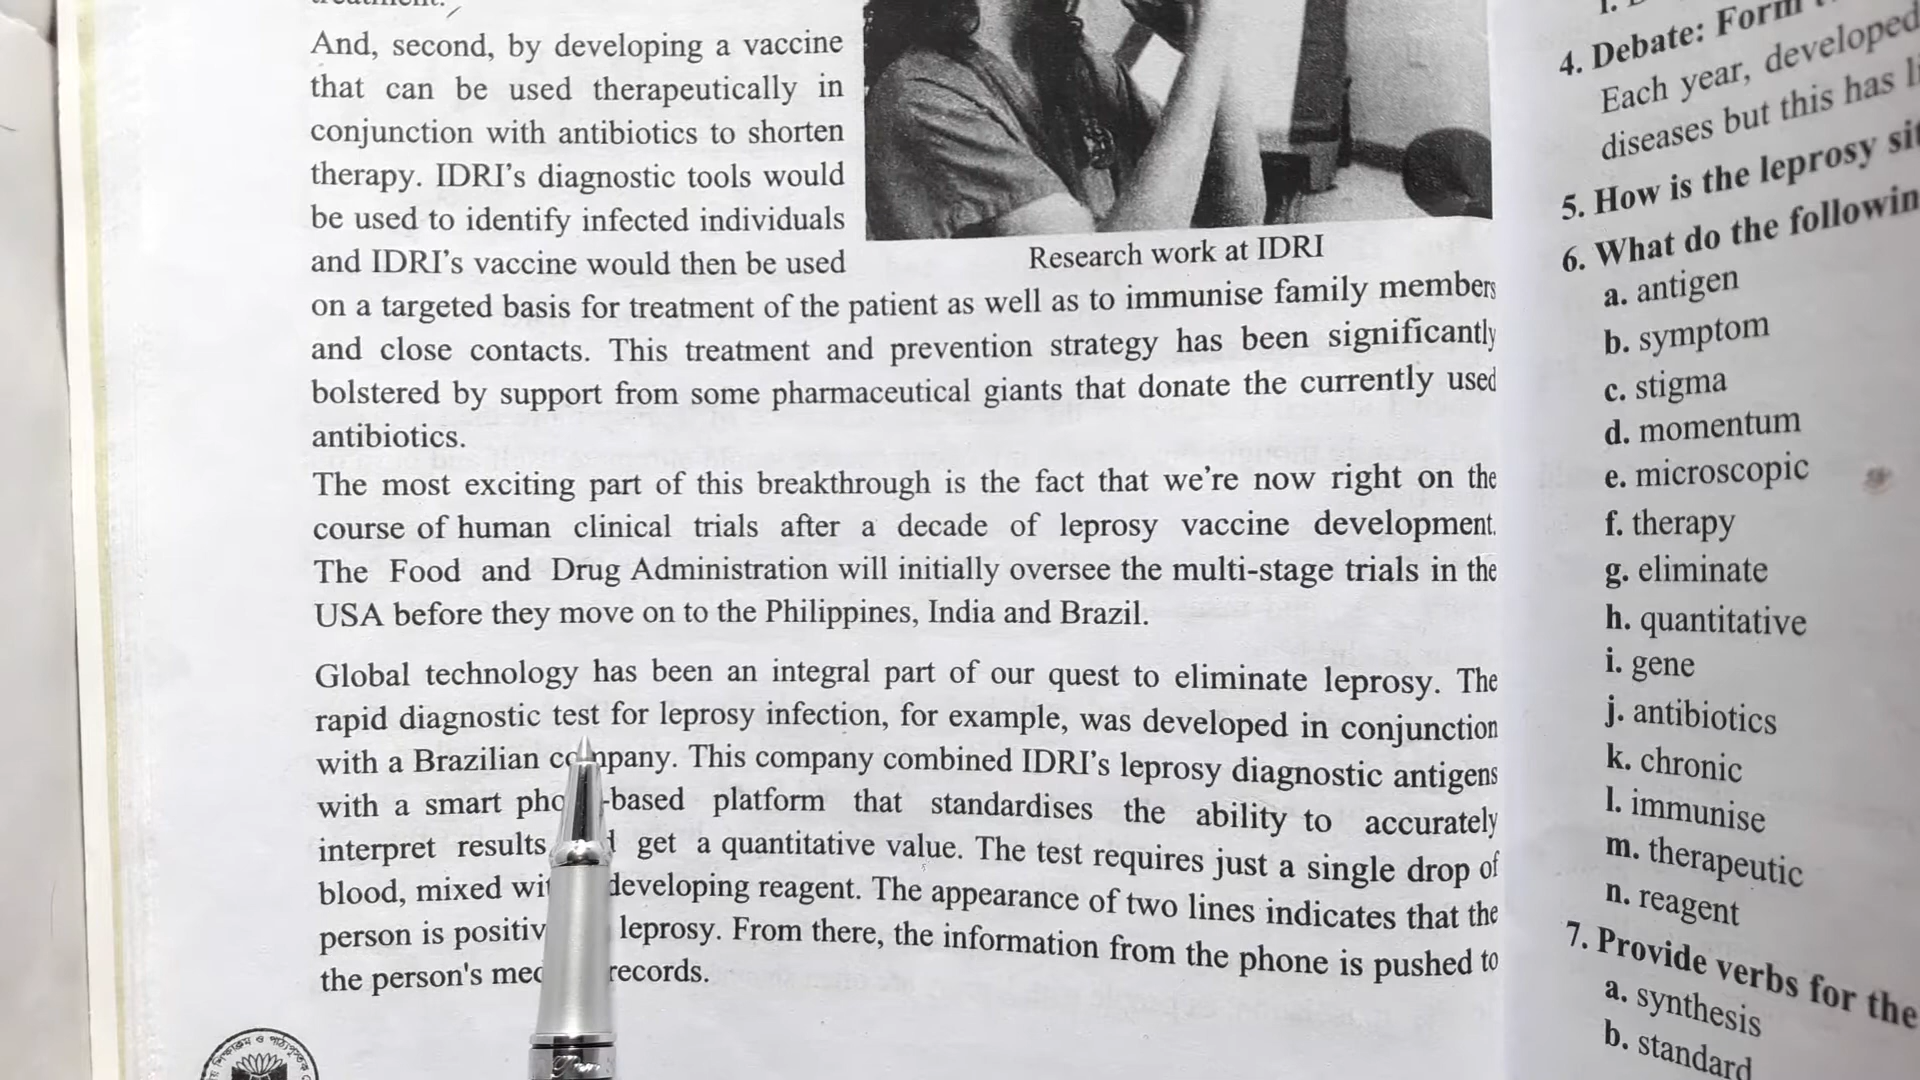 And, second, by developing a vaccine
that can be used therapeutically in
conjunction with antibiotics to shorten
therapy. IDRI's diagnostic tools would
be used to identify infected individuals
and IDRI's vaccine would then be used
Research work at IDRI
on a targeted basis for treatment of the patient as well as to immunise family members
and close contacts. This treatment and prevention strategy has been significantly
bolstered by support from some pharmaceutical giants that donate the currently used
antibiotics.
The most exciting part of this breakthrough is the fact that we're now right on the
course of human clinical trials after a decade of leprosy vaccine development.
The Food and Drug Administration will initially oversee the multi-stage trials in the
USA before they move on to the Philippines, India and Brazil.
Global technology has been an integral part of our quest to eliminate leprosy. The
rapid diagnostic test for leprosy infection, for example, was developed in conjunction
with a Brazilian company. This company combined IDRI's leprosy diagnostic antigens
with a smart -based platform that standardises the ability to accurately
interpret results get a quantitative value. The test requires just a single drop of
blood, mixed developing reagent. The appearance of two lines indicates that the
person is leprosy. From there, the information from the phone is pushed to
the person's records.
4. Debate: Form
Each year, developed
diseases but this has
5. How is the leprosy
6. What do the
a. antigen
b. symptom
c. stigma
d. momentum
e. microscopic
f. therapy
g. eliminate
h. quantitative
i. gene
j. antibiotics
k. chronic
l. immunise
m. therapeutic
n. reagent
7. Provide verbs for the
a. synthesis
b. standard